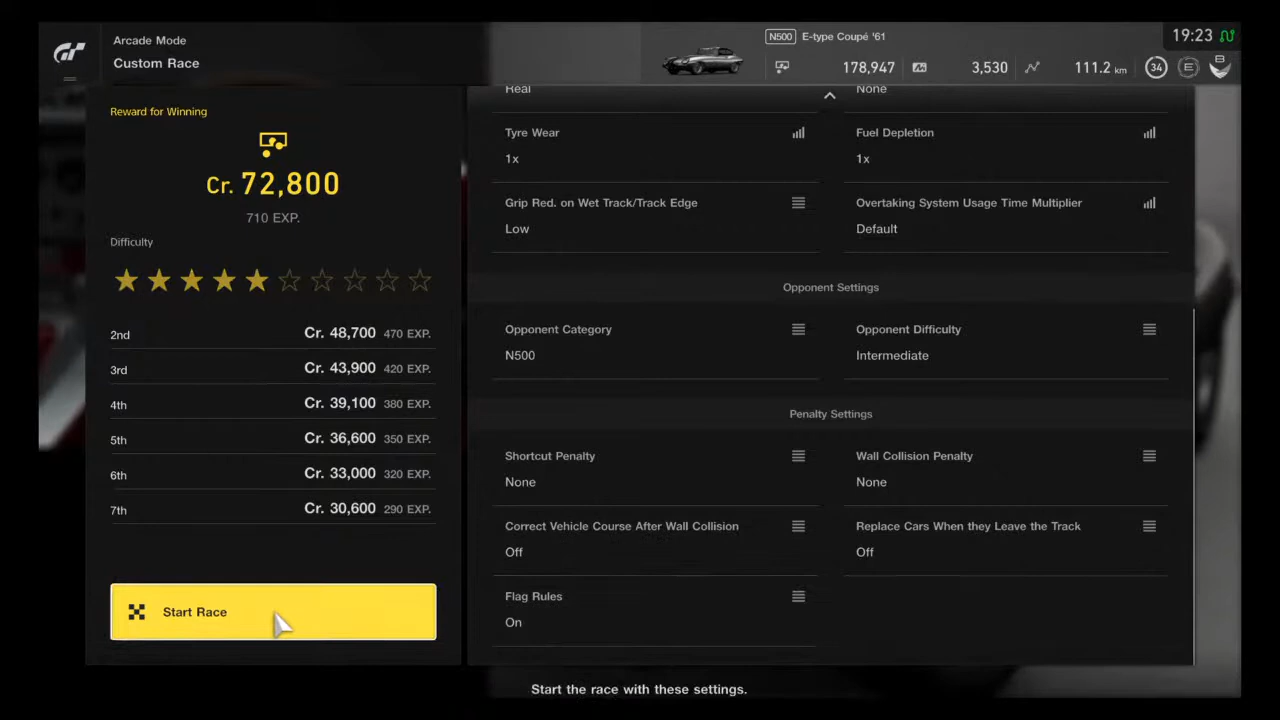 Arcade Mode
Custom Race
N500 E-type Coupé '61
19:23
178,947
3,530
111.2 km
34
E
B
Reward for Winning
Cr. 72,800
710 EXP.
Difficulty
2nd Cr. 48,700 470 EXP.
3rd Cr. 43,900 420 EXP.
4th Cr. 39,100 380 EXP.
5th Cr. 36,600 350 EXP.
6th Cr. 33,000 320 EXP.
7th Cr. 30,600 290 EXP.
Start Race
Real None
Tyre Wear Fuel Depletion
1x 1x
Grip Red. on Wet Track/Track Edge Overtaking System Usage Time Multiplier
Low Default
Opponent Settings
Opponent Category Opponent Difficulty
N500 Intermediate
Penalty Settings
Shortcut Penalty Wall Collision Penalty
None None
Correct Vehicle Course After Wall Collision Replace Cars When they Leave the Track
Off Off
Flag Rules
On
Start the race with these settings.